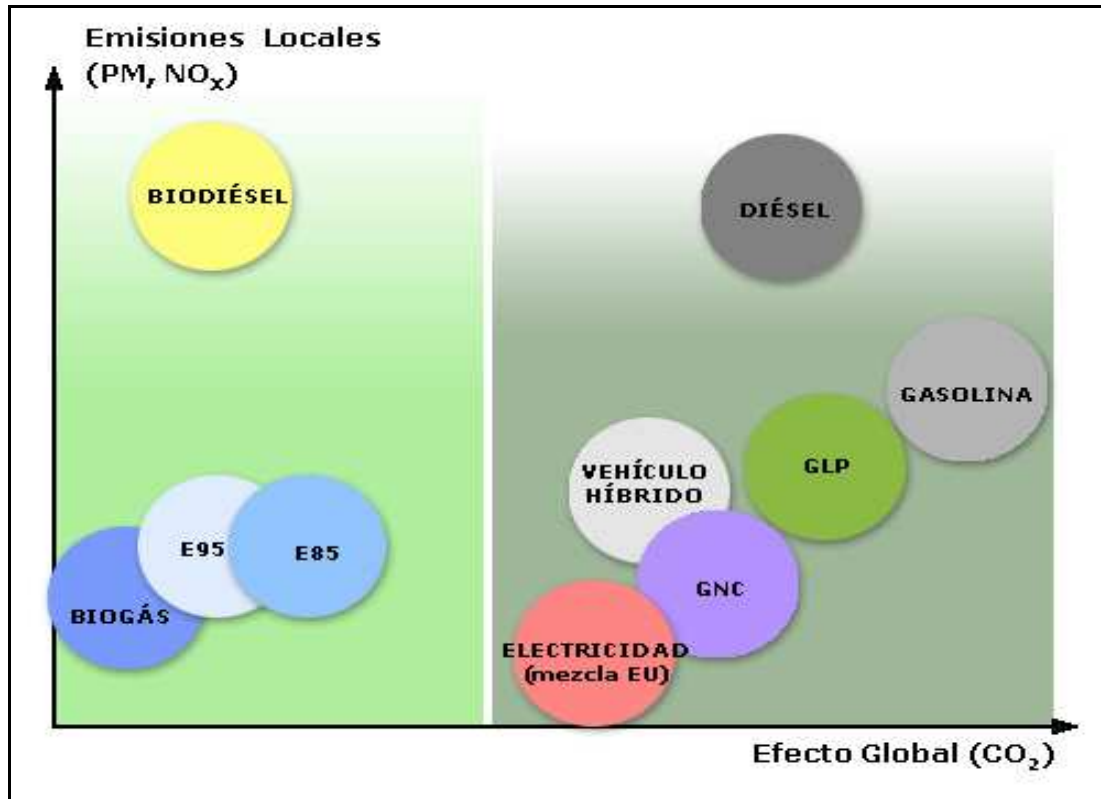 Emisiones Locales
(PM, NOx)
BIODIÉSEL
DIÉSEL
GASOLINA
VEHÍCULO
HÍBRIDO
GLP
E95
E85
GNC
BIOGÁS
ELECTRICIDAD
(mezcla EU)
Efecto Global (CO2)